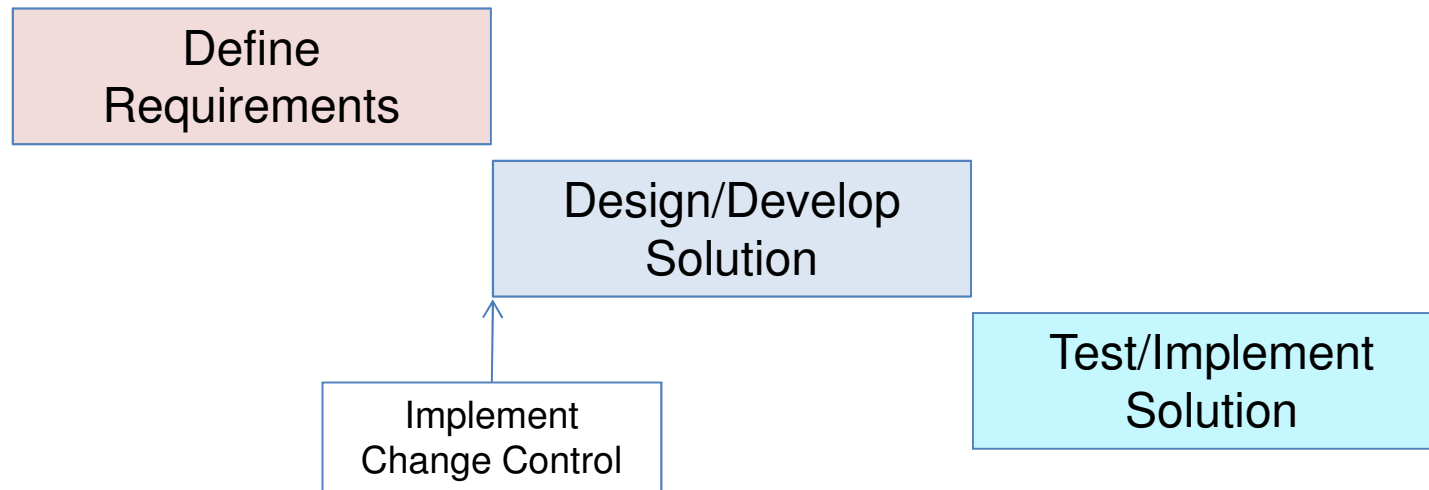 Define
Requirements
Design/Develop
Solution
Test/Implement
Solution
Implement
Change Control